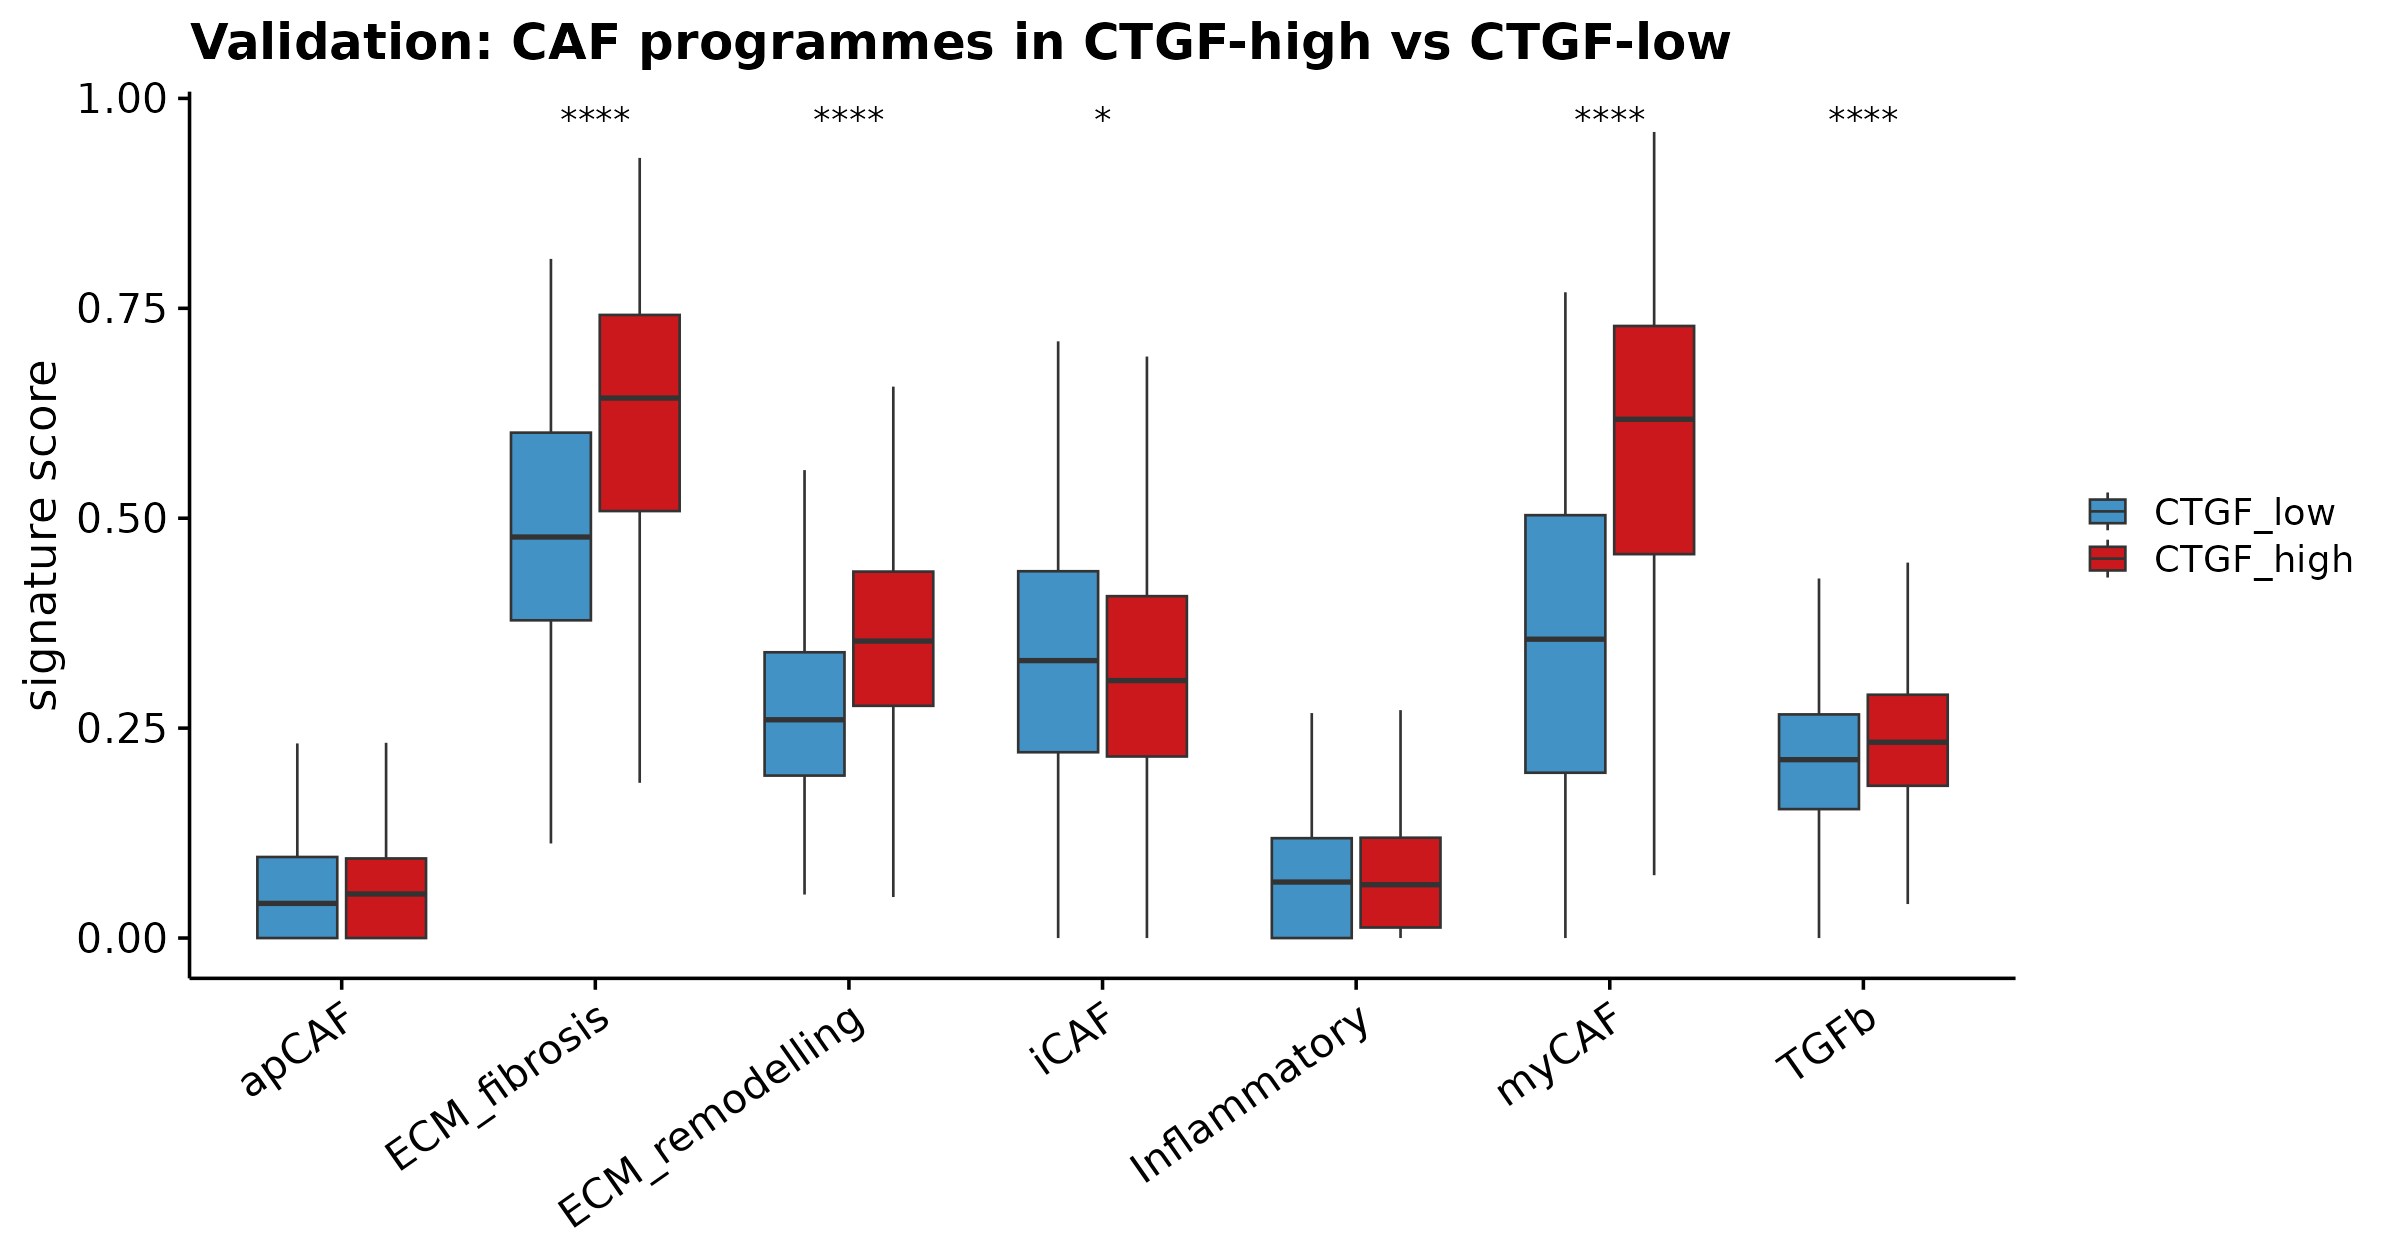 Validation: CAF programmes in CTGF-high vs CTGF-low
1.00
0.75
0.50
0.25
0.00
signature score
****
****
*
****
****
CTGF_low
CTGF_high
apCAF
ECM_fibrosis
ECM_remodelling
iCAF
Inflammatory
myCAF
TGFb